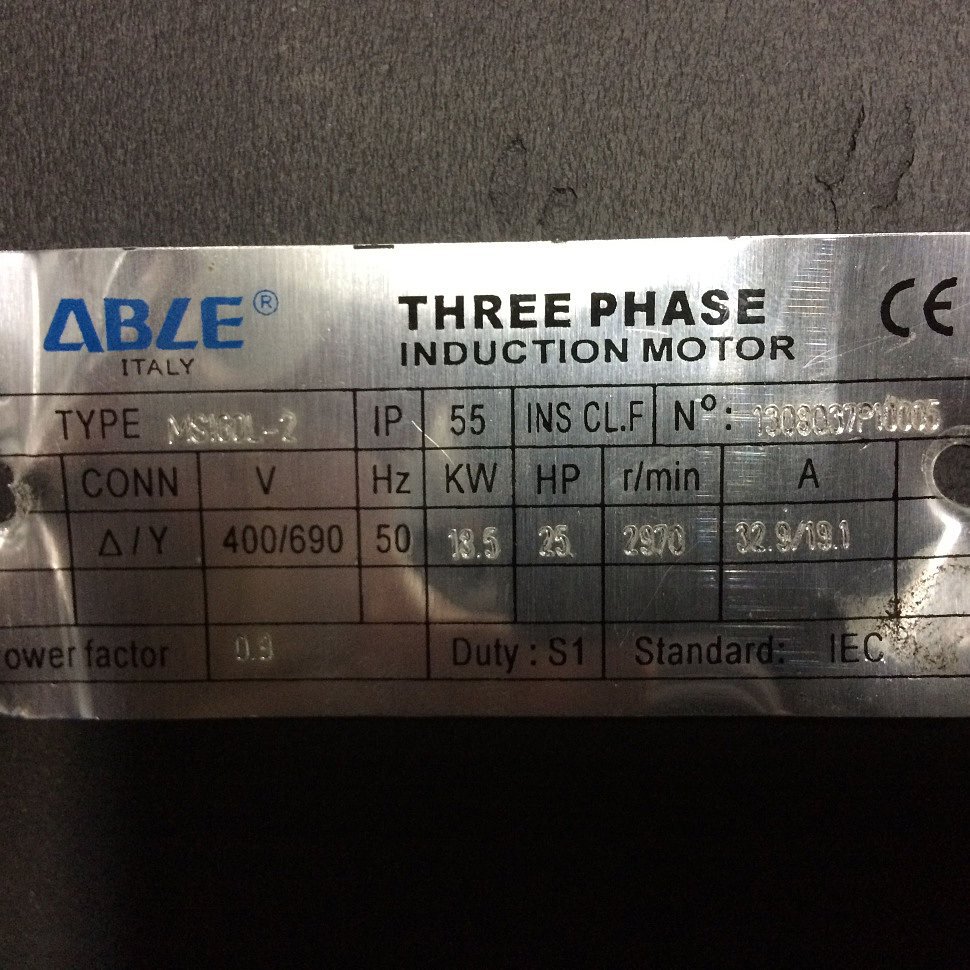 ABLE® THREE PHASE CE
ITALY INDUCTION MOTOR
TYPE MS160L-2 IP 55 INS CL.F Nº: 1308037P10005
CONN V Hz KW HP r/min A
Δ/Y 400/690 50 18.5 25 2970 32.9/19.1
ower factor 0.9 Duty : S1 Standard: IEC